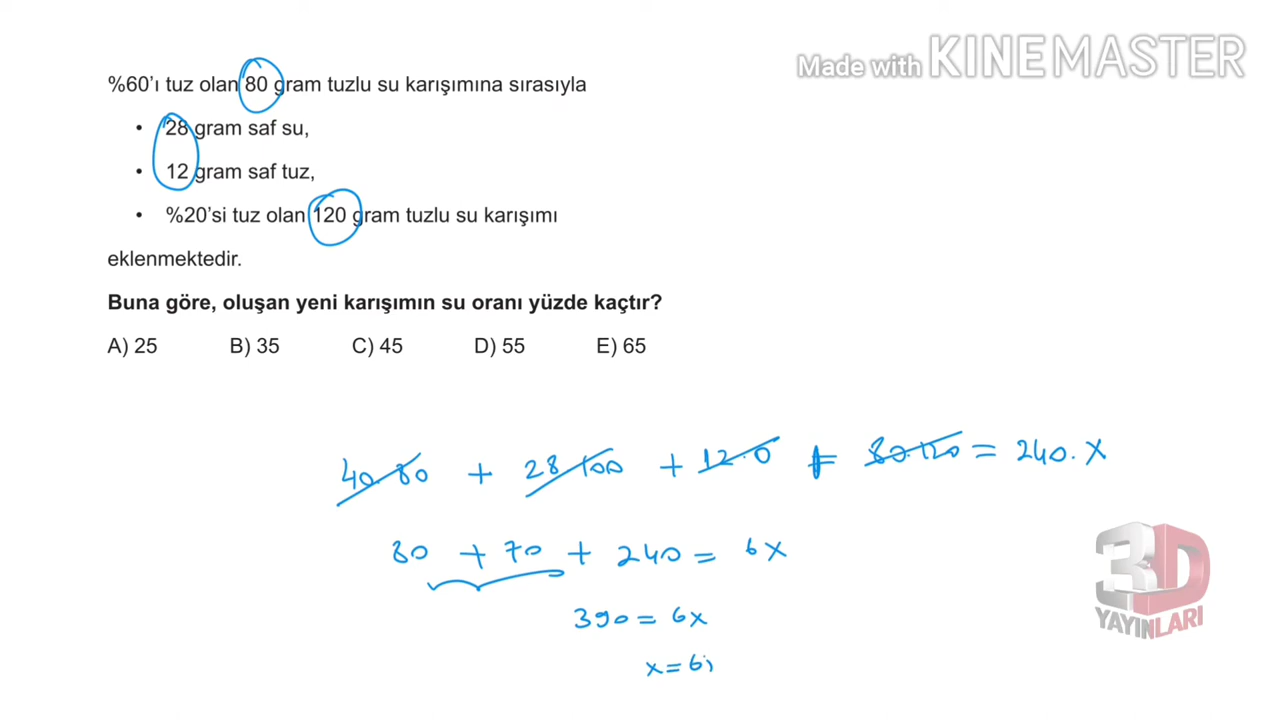 Made with KINEMASTER
%60'ı tuz olan 80 gram tuzlu su karışımına sırasıyla
• 28 gram saf su,
• 12 gram saf tuz,
• %20'si tuz olan 120 gram tuzlu su karışımı
eklenmektedir.
Buna göre, oluşan yeni karışımın su oranı yüzde kaçtır?
A) 25 B) 35 C) 45 D) 55 E) 65
40.80 + 28.100 + 12.0 + 80.120 = 240.x
80 + 70 + 240 = 6x
390 = 6x
x = 6
3D
YAYINLARI